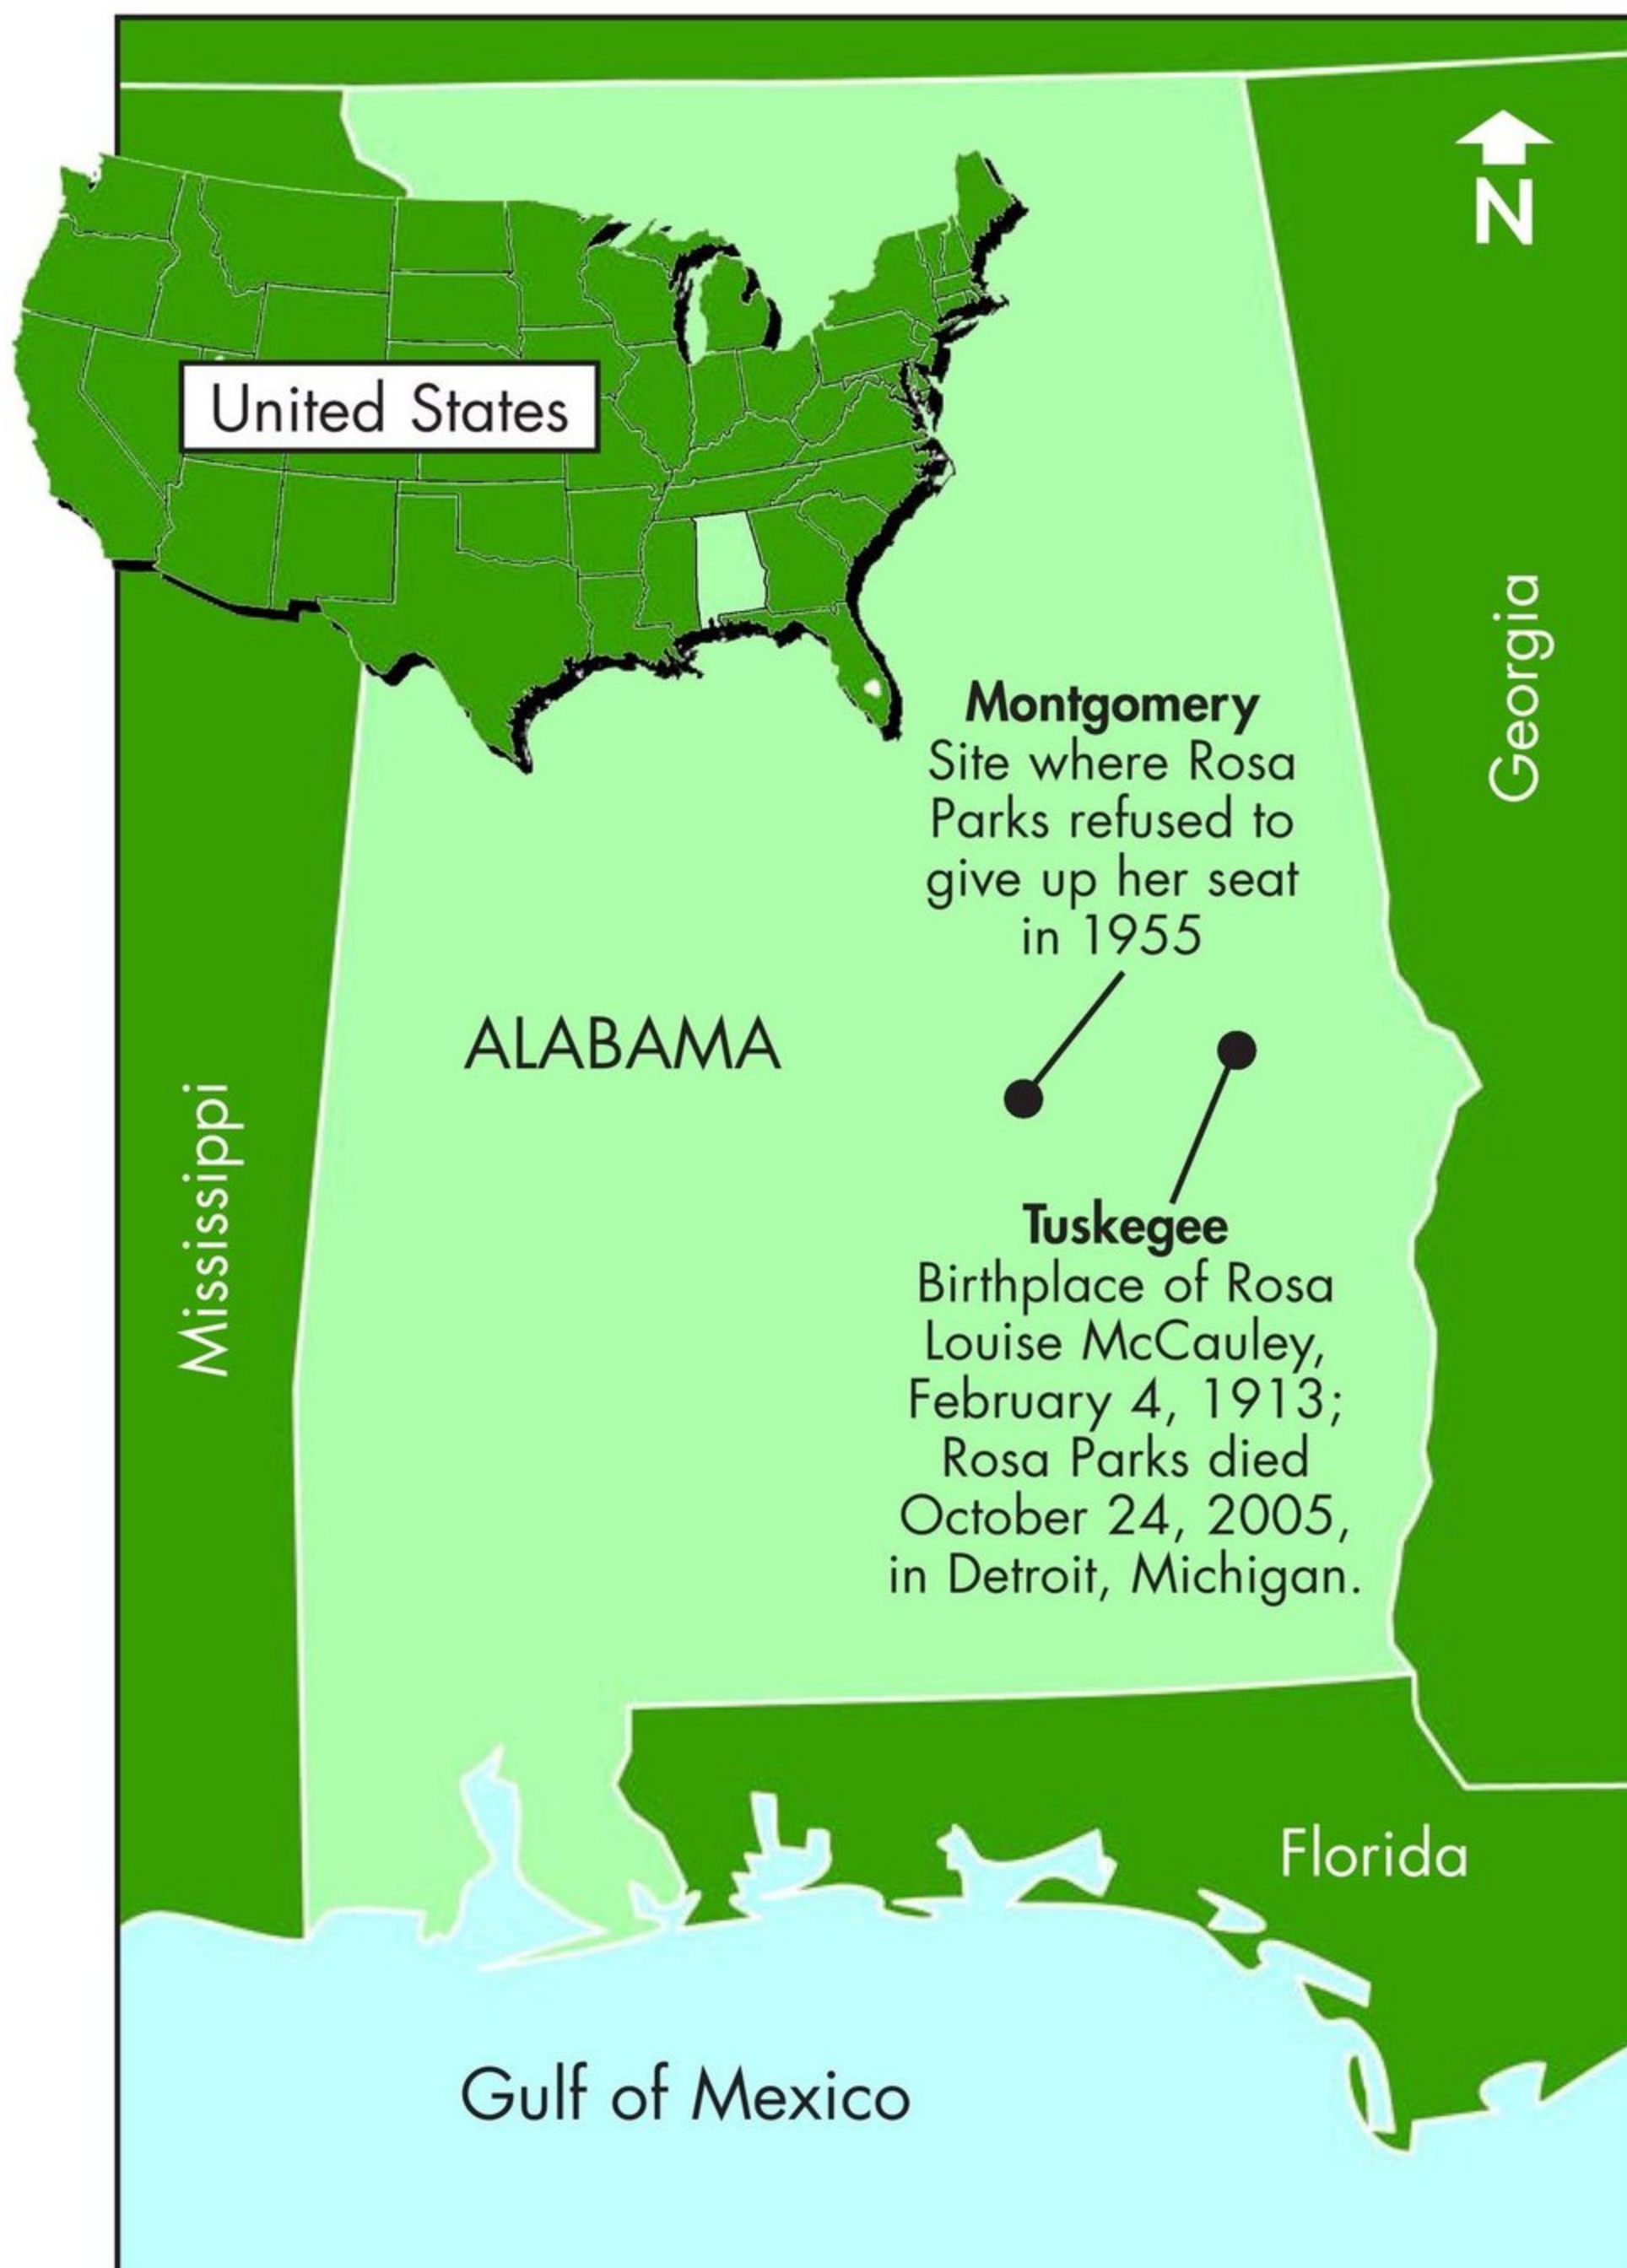 N
United States
Georgia
Montgomery
Site where Rosa
Parks refused to
give up her seat
in 1955
ALABAMA
Mississippi
Tuskegee
Birthplace of Rosa
Louise McCauley,
February 4, 1913;
Rosa Parks died
October 24, 2005,
in Detroit, Michigan.
Florida
Gulf of Mexico